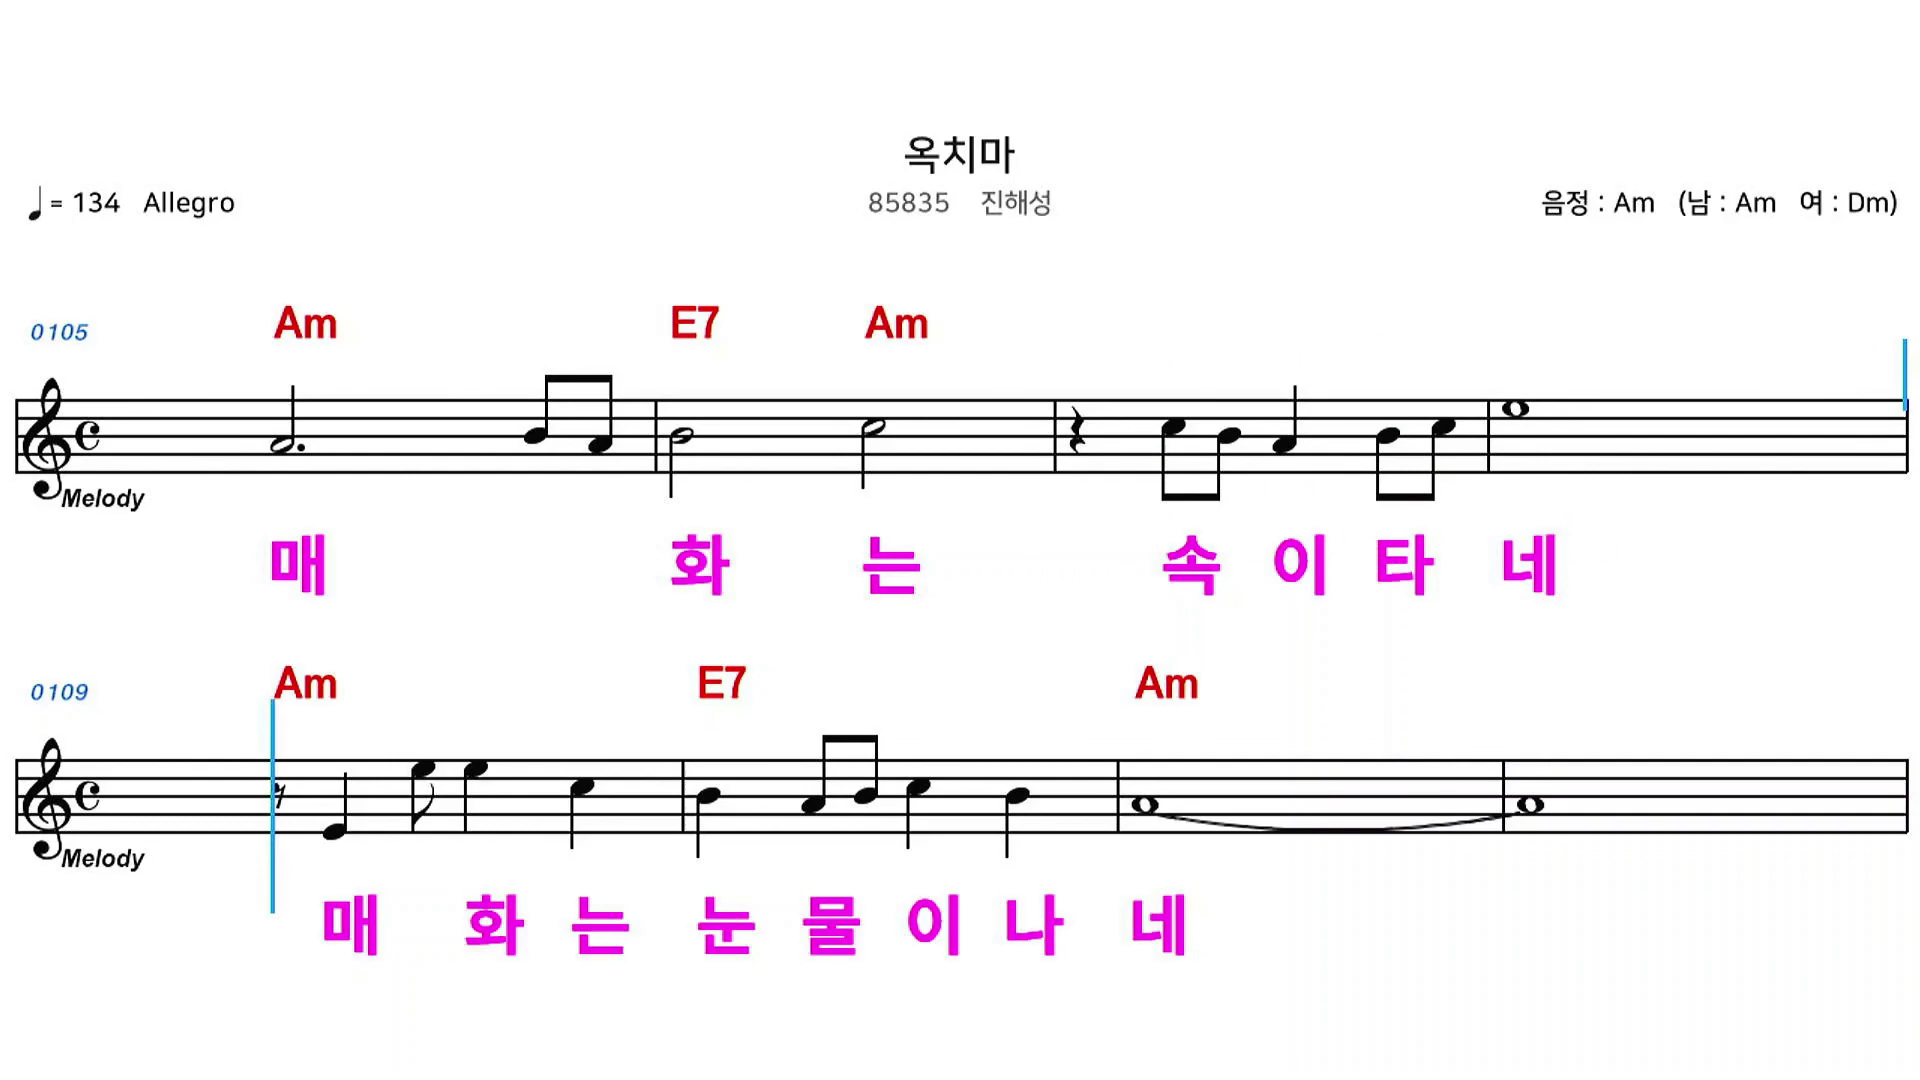 옥치마
= 134 Allegro
85835 진해성
음정 : Am (남 : Am 여 : Dm)
0105 Am E7 Am
Melody
매 화 는 속 이 타 네
0109 Am E7 Am
Melody
매 화 는 눈 물 이 나 네